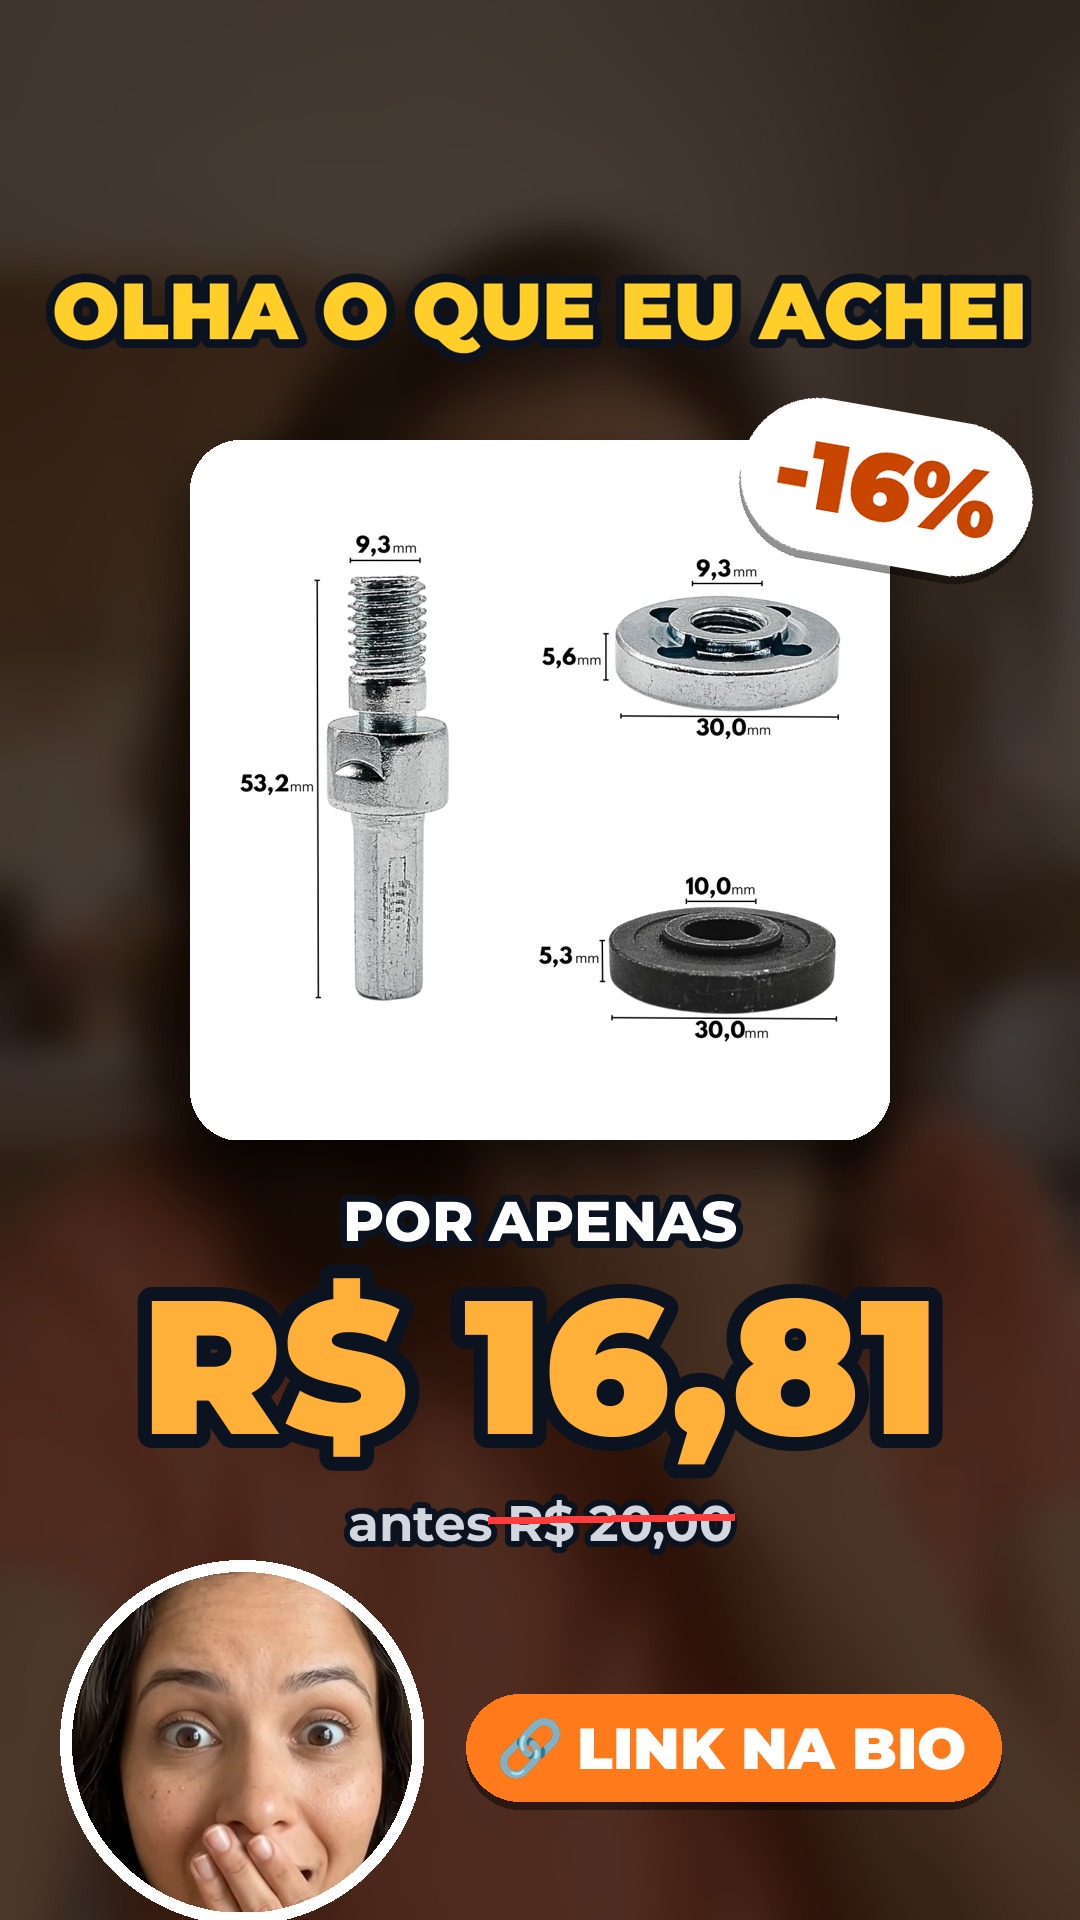 OLHA O QUE EU ACHEI
-16%
9,3mm
9,3mm
5,6mm
30,0mm
53,2mm
10,0mm
5,3mm
30,0mm
POR APENAS
R$ 16,81
antes R$ 20,00
🔗 LINK NA BIO